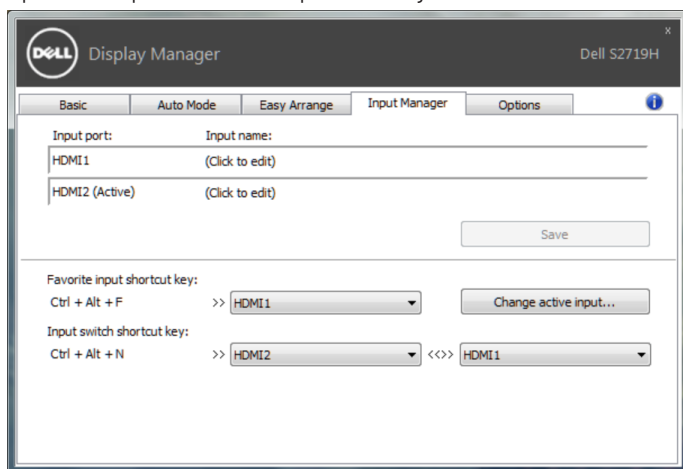 DELL Display Manager
x
Dell S2719H
Basic Auto Mode Easy Arrange Input Manager Options i
Input port: Input name:
HDMI1 (Click to edit)
HDMI2 (Active) (Click to edit)
Save
Favorite input shortcut key:
Ctrl + Alt + F >> HDMI1 Change active input...
Input switch shortcut key:
Ctrl + Alt + N >> HDMI2 <<>> HDMI1